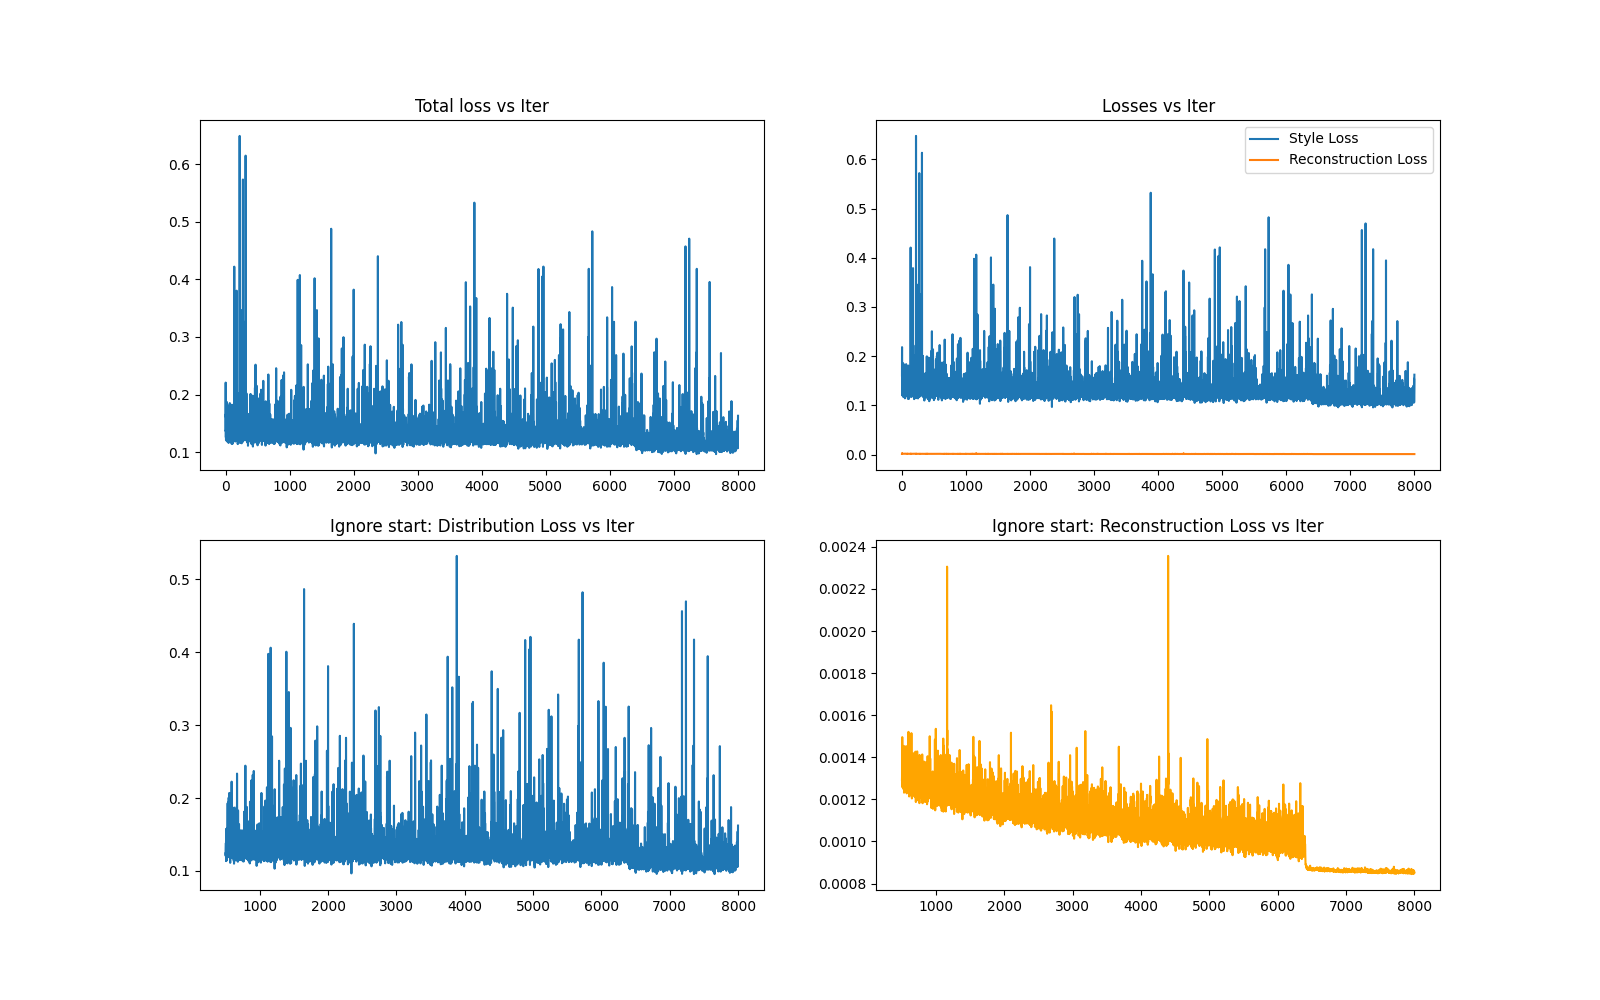 Total loss vs Iter
0.6
0.5
0.4
0.3
0.2
0.1
0 1000 2000 3000 4000 5000 6000 7000 8000
Losses vs Iter
Style Loss
Reconstruction Loss
0.6
0.5
0.4
0.3
0.2
0.1
0.0
0 1000 2000 3000 4000 5000 6000 7000 8000
Ignore start: Distribution Loss vs Iter
0.5
0.4
0.3
0.2
0.1
1000 2000 3000 4000 5000 6000 7000 8000
Ignore start: Reconstruction Loss vs Iter
0.0024
0.0022
0.0020
0.0018
0.0016
0.0014
0.0012
0.0010
0.0008
1000 2000 3000 4000 5000 6000 7000 8000